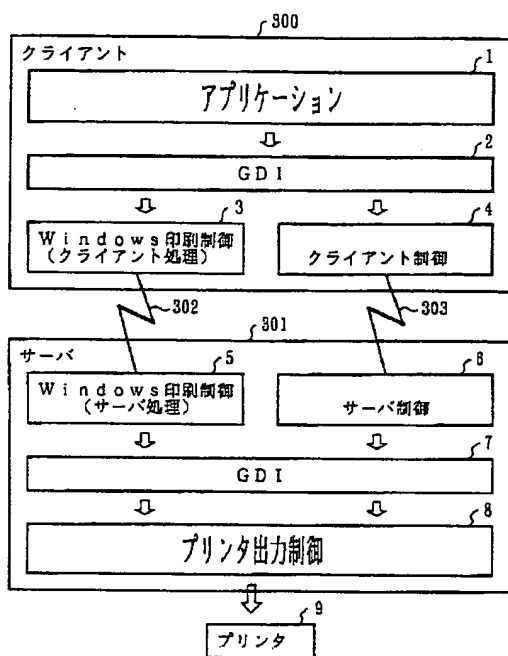 300
クライアント
1
アプリケーション
2
GDI
3
4
Windows印刷制御
(クライアント処理)
クライアント制御
302
303
301
サーバ
5
6
Windows印刷制御
(サーバ処理)
サーバ制御
7
GDI
8
プリンタ出力制御
9
プリンタ